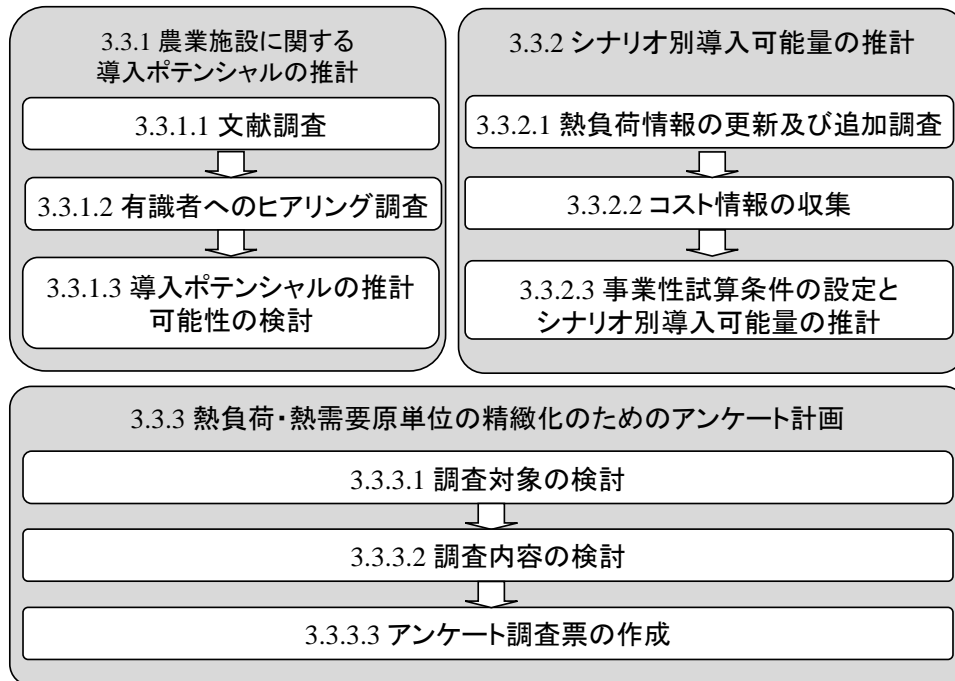 3.3.1 農業施設に関する
導入ポテンシャルの推計
3.3.1.1 文献調査
3.3.1.2 有識者へのヒアリング調査
3.3.1.3 導入ポテンシャルの推計
可能性の検討
3.3.2 シナリオ別導入可能量の推計
3.3.2.1 熱負荷情報の更新及び追加調査
3.3.2.2 コスト情報の収集
3.3.2.3 事業性試算条件の設定と
シナリオ別導入可能量の推計
3.3.3 熱負荷・熱需要原単位の精緻化のためのアンケート計画
3.3.3.1 調査対象の検討
3.3.3.2 調査内容の検討
3.3.3.3 アンケート調査票の作成